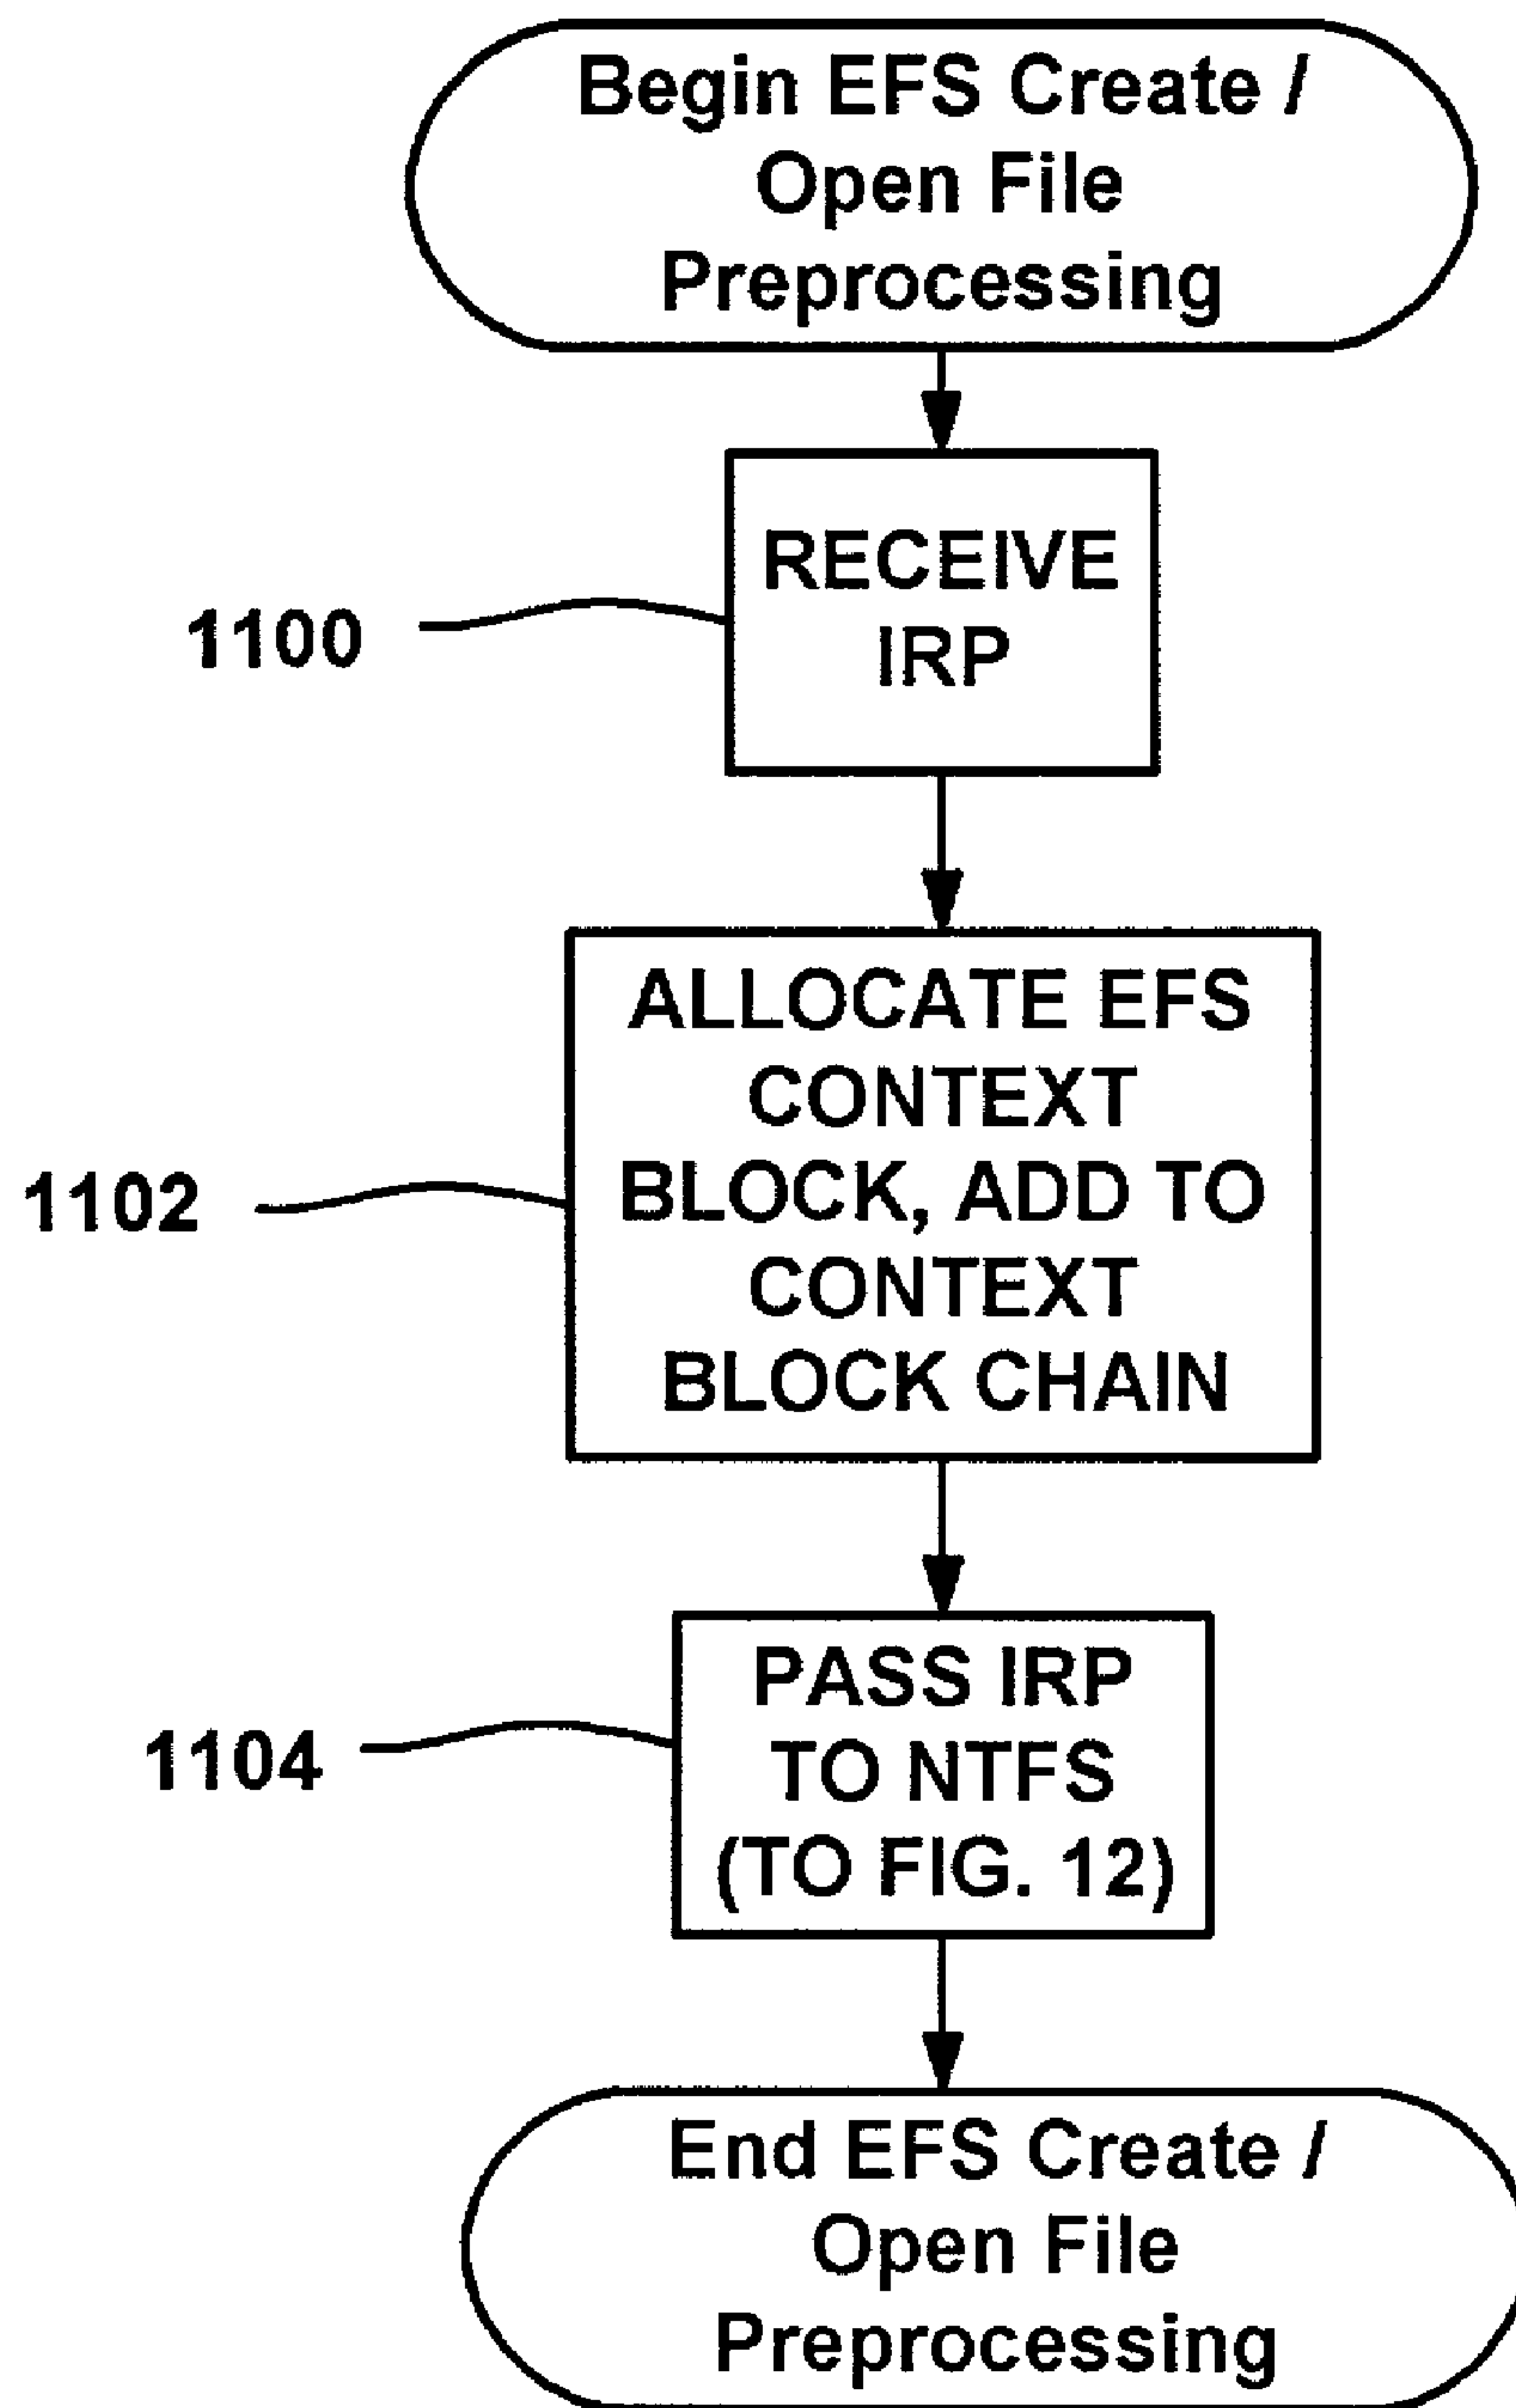 Begin EFS Create /
Open File
Preprocessing
RECEIVE
IRP
1100
ALLOCATE EFS
CONTEXT
BLOCK, ADD TO
CONTEXT
BLOCK CHAIN
1102
PASS IRP
TO NTFS
(TO FIG. 12)
1104
End EFS Create /
Open File
Preprocessing